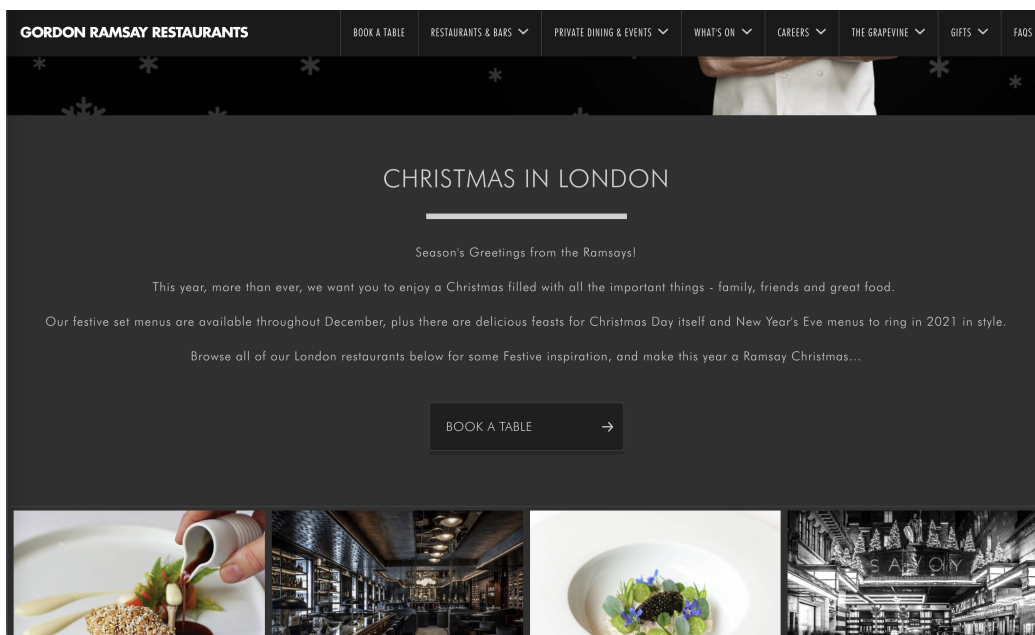 GORDON RAMSAY RESTAURANTS
BOOK A TABLE
RESTAURANTS & BARS
PRIVATE DINING & EVENTS
WHAT'S ON
CAREERS
THE GRAPEVINE
GIFTS
FAQS
CHRISTMAS IN LONDON
Season's Greetings from the Ramsays!
This year, more than ever, we want you to enjoy a Christmas filled with all the important things - family, friends and great food.
Our festive set menus are available throughout December, plus there are delicious feasts for Christmas Day itself and New Year's Eve menus to ring in 2021 in style.
Browse all of our London restaurants below for some Festive inspiration, and make this year a Ramsay Christmas...
BOOK A TABLE
SAVOY